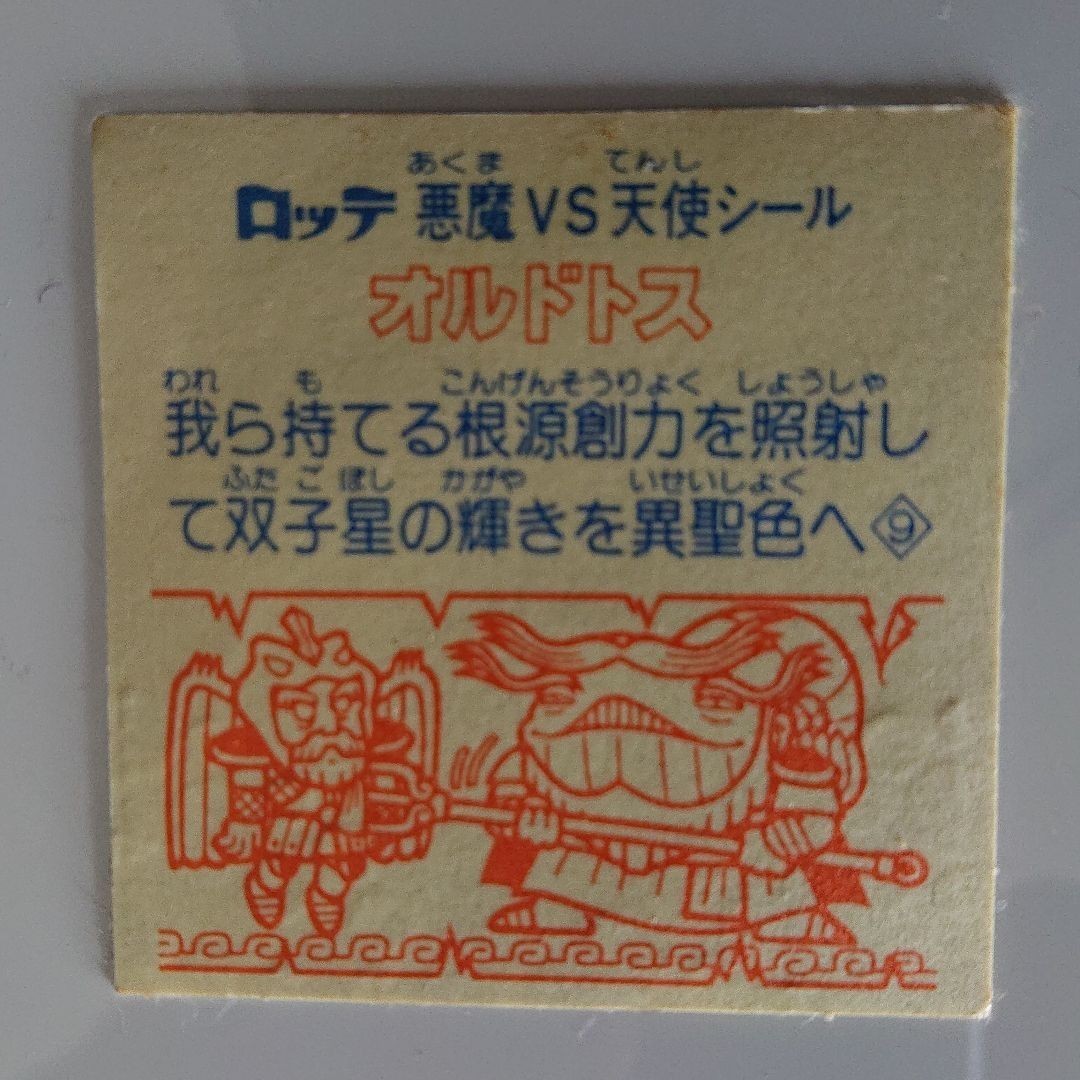 あくま てんし
ロッテ 悪魔VS天使シール
オルドトス
われ も こんげんそうりょく しょうしゃ
我ら持てる根源創力を照射し
ふた ご ぼし かがや いせいしょく
て双子星の輝きを異聖色へ 9